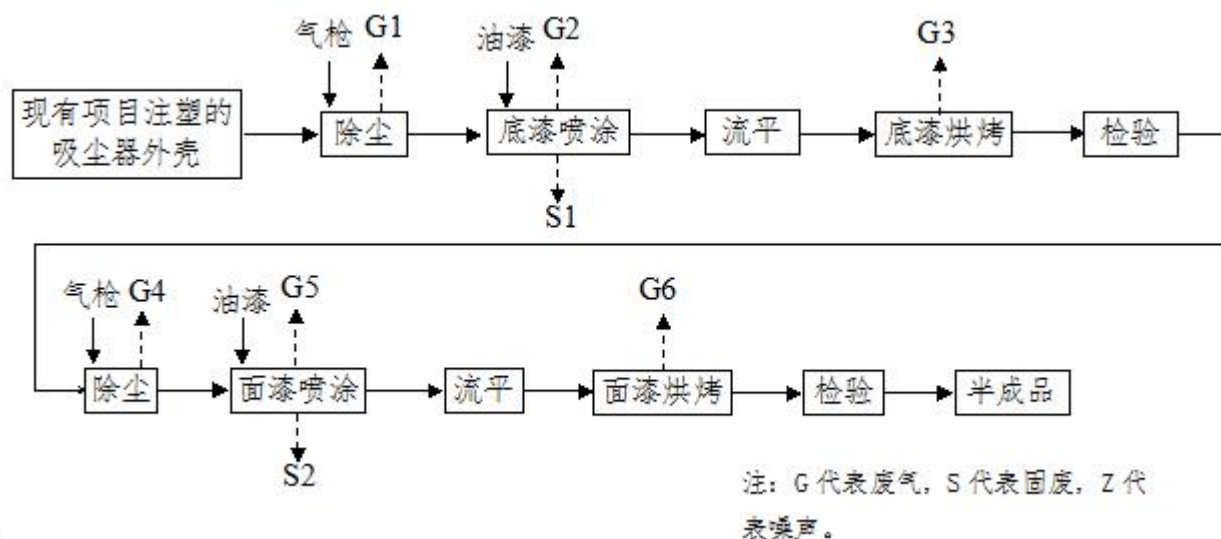 气枪 G1
油漆 G2
G3
现有项目注塑的
吸尘器外壳
除尘
底漆喷涂
流平
底漆烘烤
检验
S1
气枪 G4
油漆 G5
G6
除尘
面漆喷涂
流平
面漆烘烤
检验
半成品
S2
注：G 代表废气，S 代表固废，Z 代
表噪声。